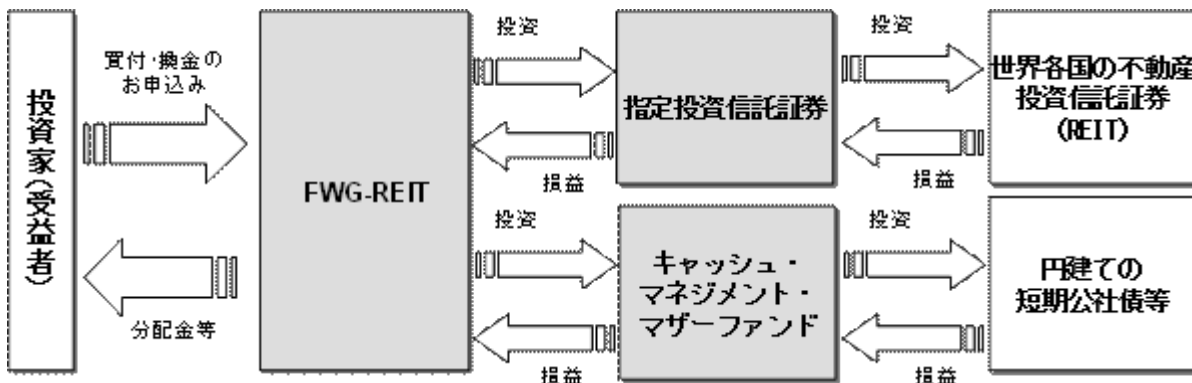 投資家(受益者)
買付・換金の
お申込み
分配金等
FWG-REIT
投資
損益
指定投資信託証券
投資
損益
世界各国の不動産
投資信託証券
(REIT)
投資
損益
キャッシュ・
マネジメント・
マザーファンド
投資
損益
円建ての
短期公社債等